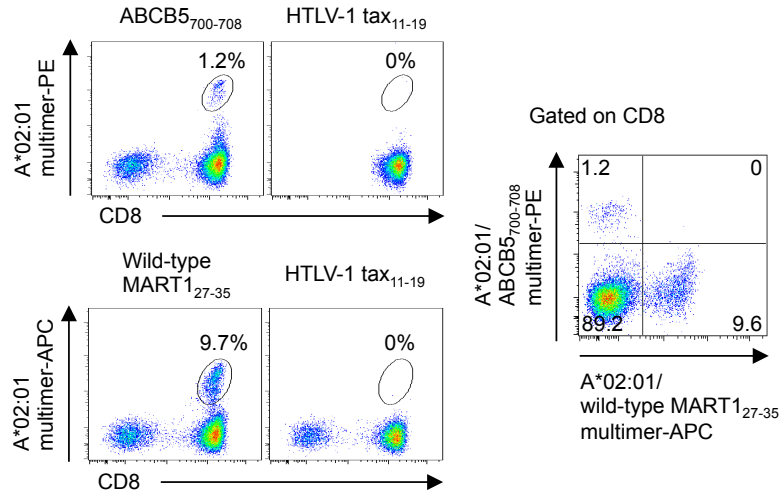 ABCB5700-708
HTLV-1 tax11-19
1.2%
0%
A*02:01
multimer-PE
CD8
Wild-type
MART127-35
HTLV-1 tax11-19
9.7%
0%
A*02:01
multimer-APC
CD8
Gated on CD8
1.2
0
89.2
9.6
A*02:01/
ABCB5700-708
multimer-PE
A*02:01/
wild-type MART127-35
multimer-APC